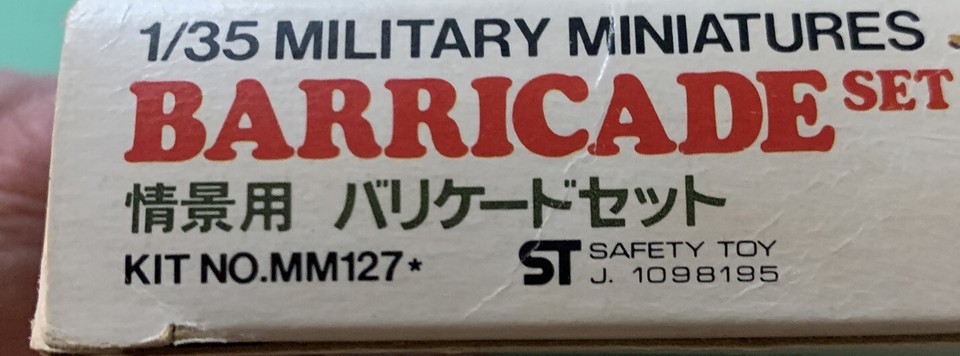 1/35 MILITARY MINIATURES
BARRICADE SET
情景用 バリケードセット
KIT NO.MM127*
ST SAFETY TOY
J. 1098195